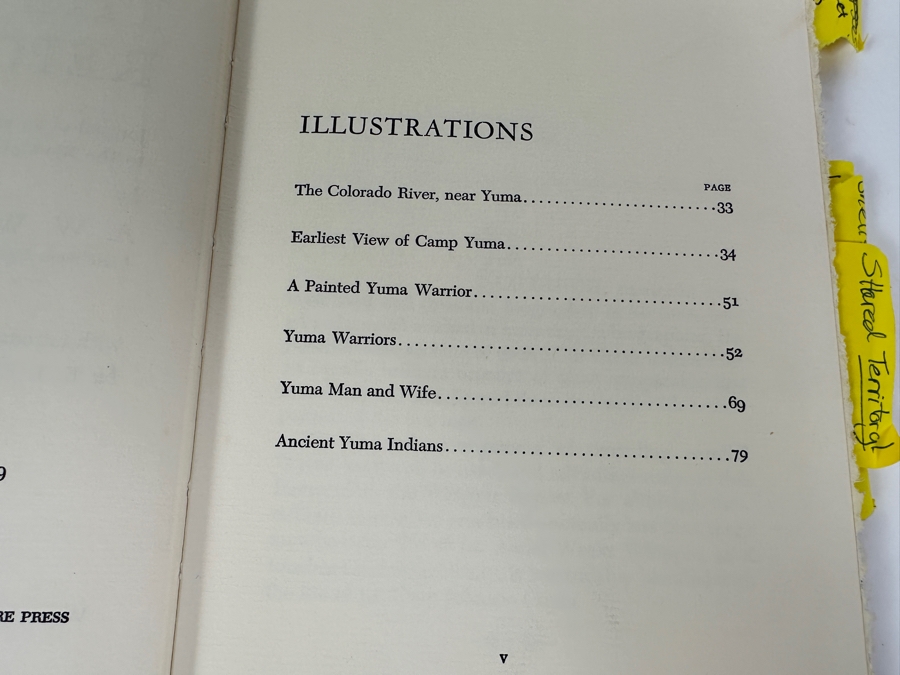 ILLUSTRATIONS
PAGE
The Colorado River, near Yuma..........................33
Earliest View of Camp Yuma............................34
A Painted Yuma Warrior................................51
Yuma Warriors.........................................52
Yuma Man and Wife.....................................69
Ancient Yuma Indians..................................79
v
9
RE PRESS
et
Territory